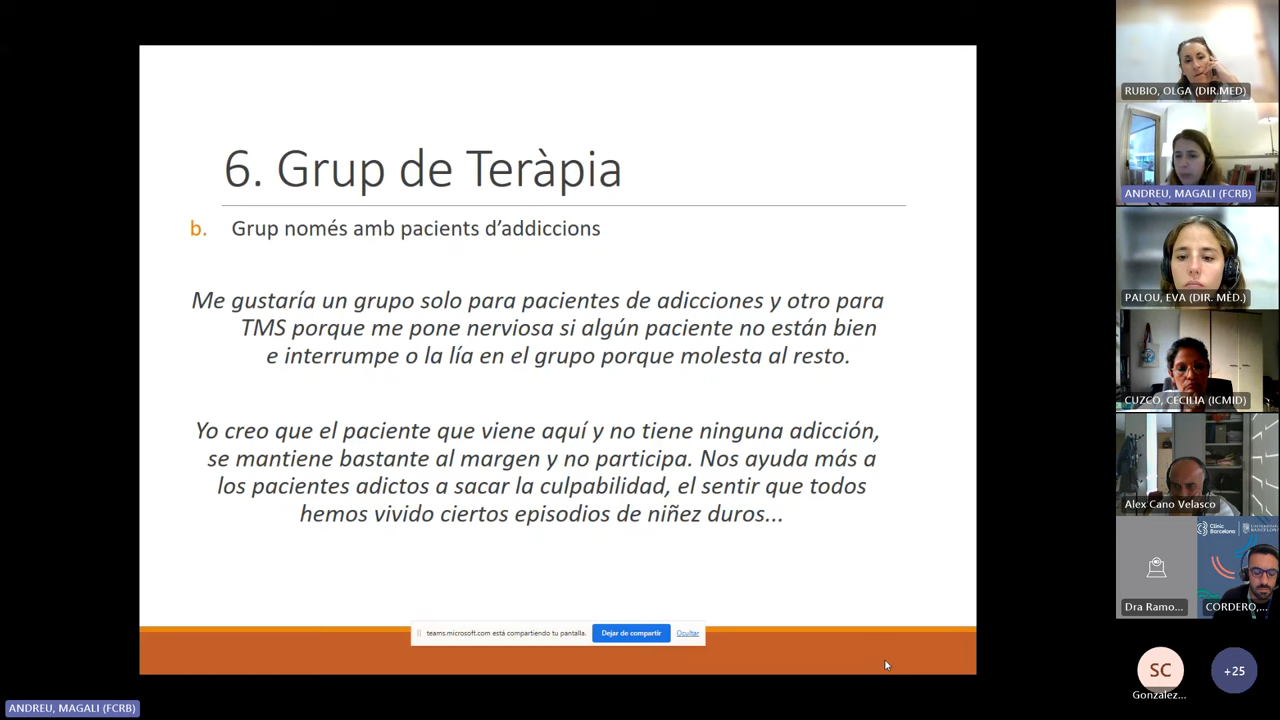 6. Grup de Teràpia
b. Grup només amb pacients d’addiccions
Me gustaría un grupo solo para pacientes de adicciones y otro para
TMS porque me pone nerviosa si algún paciente no están bien
e interrumpe o la lía en el grupo porque molesta al resto.
Yo creo que el paciente que viene aquí y no tiene ninguna adicción,
se mantiene bastante al margen y no participa. Nos ayuda más a
los pacientes adictos a sacar la culpabilidad, el sentir que todos
hemos vivido ciertos episodios de niñez duros...
teams.microsoft.com está compartiendo tu pantalla.
Dejar de compartir
Ocultar
ANDREU, MAGALI (FCRB)
RUBIO, OLGA (DIR.MED)
ANDREU, MAGALI (FCRB)
PALOU, EVA (DIR. MÈD.)
CUZCO, CECILIA (ICMID)
Alex Cano Velasco
Clínic
Barcelona
Dra Ramo...
CORDERO,...
SC
Gonzalez...
+25